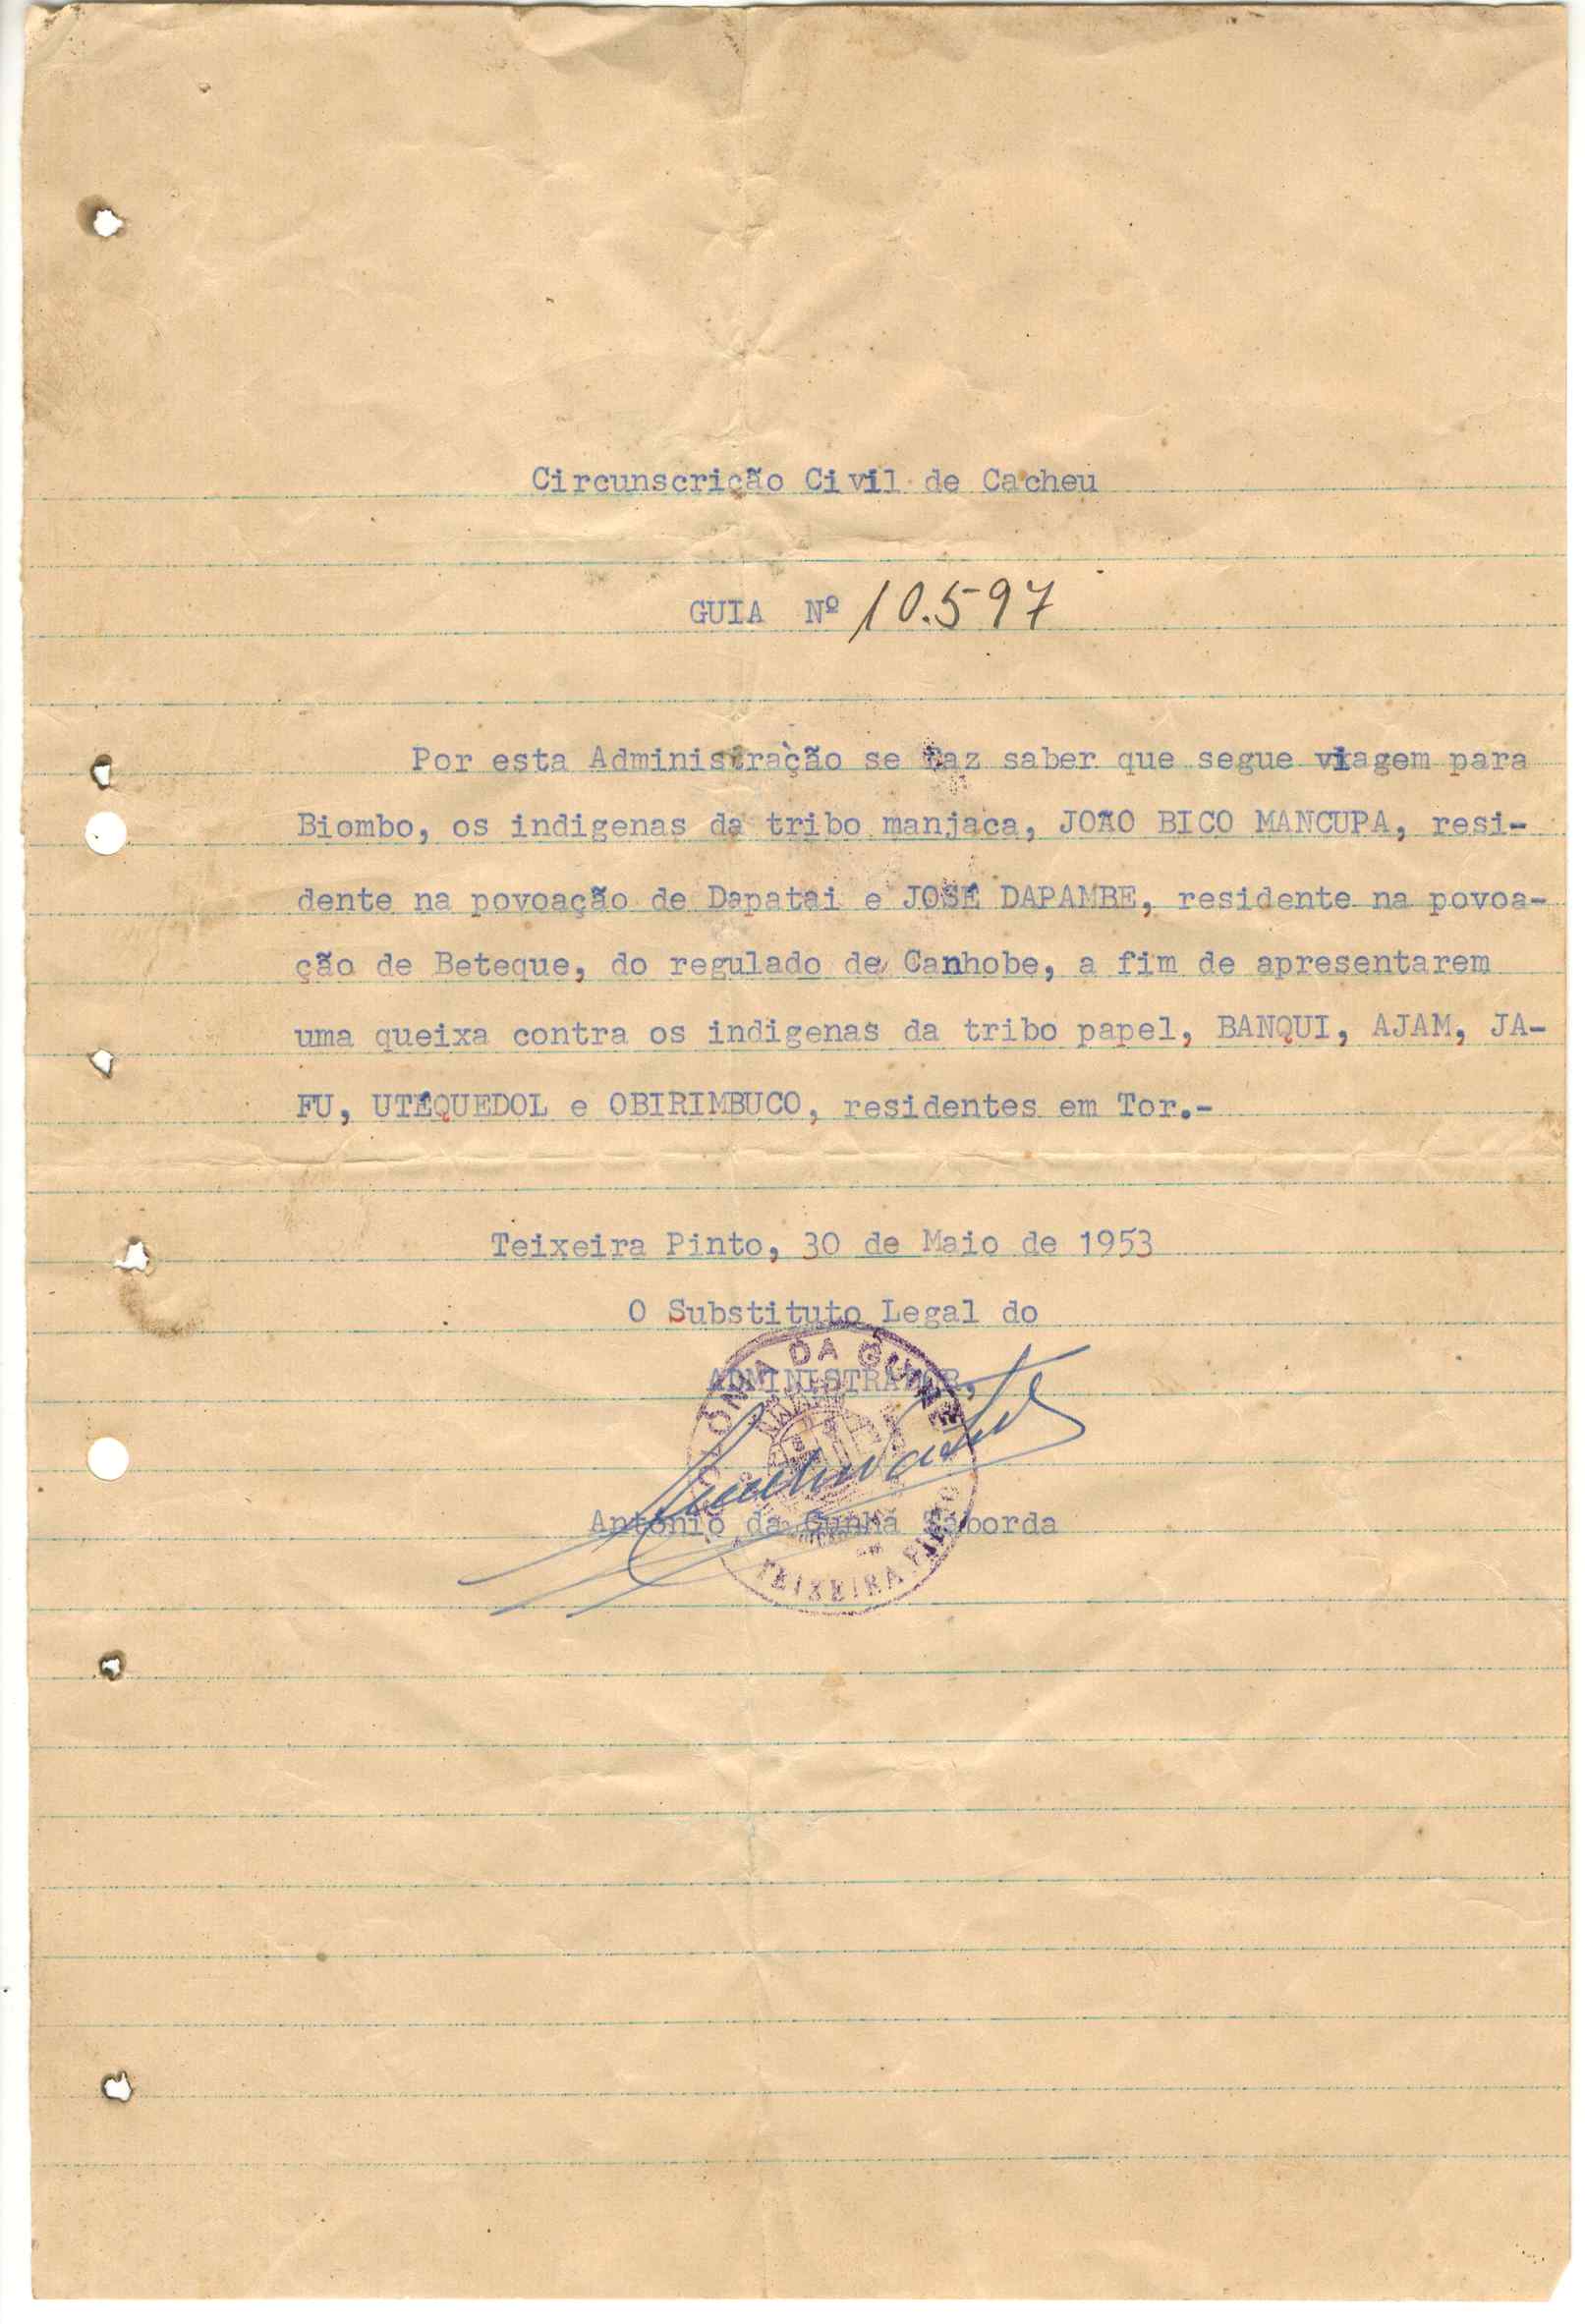 Circunscrição Civil de Cacheu
GUIA Nº 10.597
Por esta Administração se faz saber que segue viagem para
Biombo, os indigenas da tribo manjaca, JOÃO BICO MANCUPA, resi-
dente na povoação de Dapatai e JOSÉ DAPAMBE, residente na povoa-
ção de Beteque, do regulado de Canhobe, a fim de apresentarem
uma queixa contra os indigenas da tribo papel, BANQUI, AJAM, JA-
FU, UTÉQUEDOL e OBIRIMBUCO, residentes em Tor.-
Teixeira Pinto, 30 de Maio de 1953
O Substituto Legal do
ADMINISTRADOR,
COLONIA DA GUINÉ
António da Cunha Taborda
TEIXEIRA PINTO